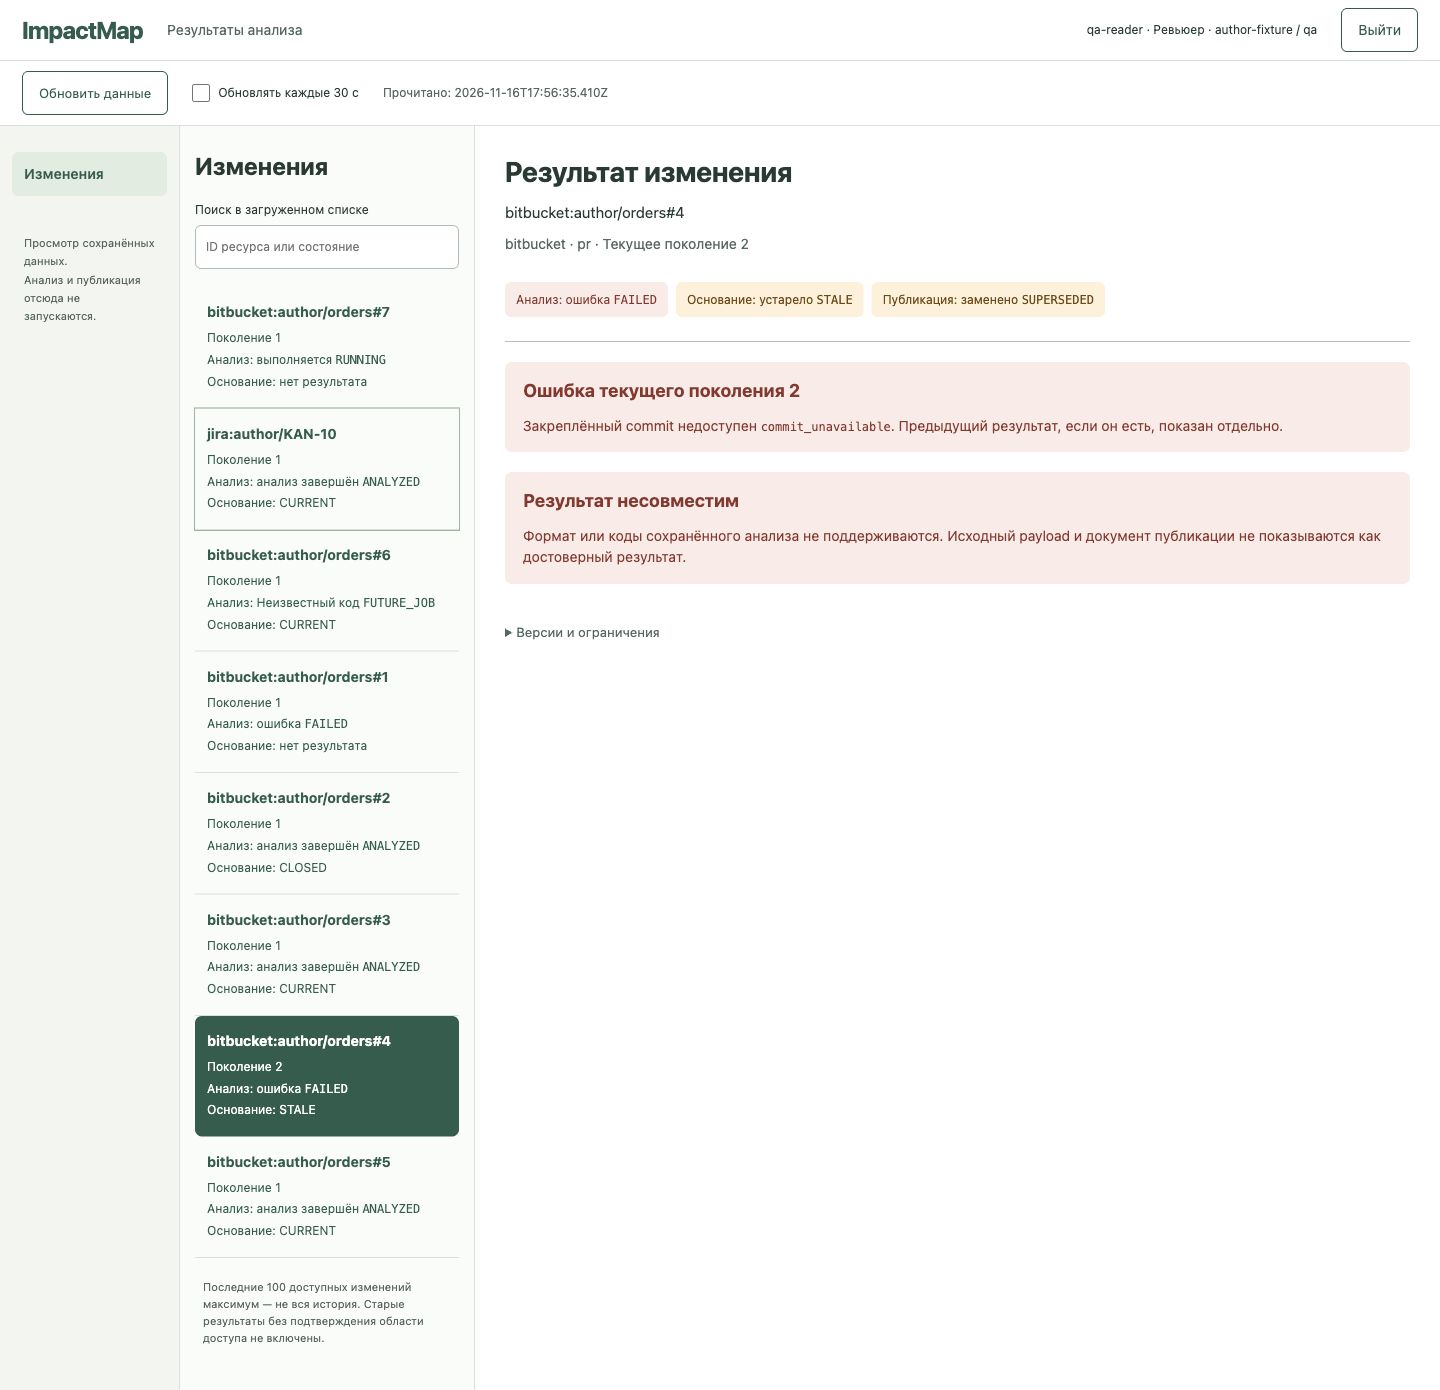 ImpactMap
Результаты анализа
qa-reader · Ревьюер · author-fixture / qa
Выйти
Обновить данные
Обновлять каждые 30 с
Прочитано: 2026-11-16T17:56:35.410Z
Изменения
Просмотр сохранённых
данных.
Анализ и публикация
отсюда не
запускаются.
Изменения
Поиск в загруженном списке
ID ресурса или состояние
bitbucket:author/orders#7
Поколение 1
Анализ: выполняется RUNNING
Основание: нет результата
jira:author/KAN-10
Поколение 1
Анализ: анализ завершён ANALYZED
Основание: CURRENT
bitbucket:author/orders#6
Поколение 1
Анализ: Неизвестный код FUTURE_JOB
Основание: CURRENT
bitbucket:author/orders#1
Поколение 1
Анализ: ошибка FAILED
Основание: нет результата
bitbucket:author/orders#2
Поколение 1
Анализ: анализ завершён ANALYZED
Основание: CLOSED
bitbucket:author/orders#3
Поколение 1
Анализ: анализ завершён ANALYZED
Основание: CURRENT
bitbucket:author/orders#4
Поколение 2
Анализ: ошибка FAILED
Основание: STALE
bitbucket:author/orders#5
Поколение 1
Анализ: анализ завершён ANALYZED
Основание: CURRENT
Последние 100 доступных изменений
максимум — не вся история. Старые
результаты без подтверждения области
доступа не включены.
Результат изменения
bitbucket:author/orders#4
bitbucket · pr · Текущее поколение 2
Анализ: ошибка FAILED
Основание: устарело STALE
Публикация: заменено SUPERSEDED
Ошибка текущего поколения 2
Закреплённый commit недоступен commit_unavailable. Предыдущий результат, если он есть, показан отдельно.
Результат несовместим
Формат или коды сохранённого анализа не поддерживаются. Исходный payload и документ публикации не показываются как
достоверный результат.
Версии и ограничения